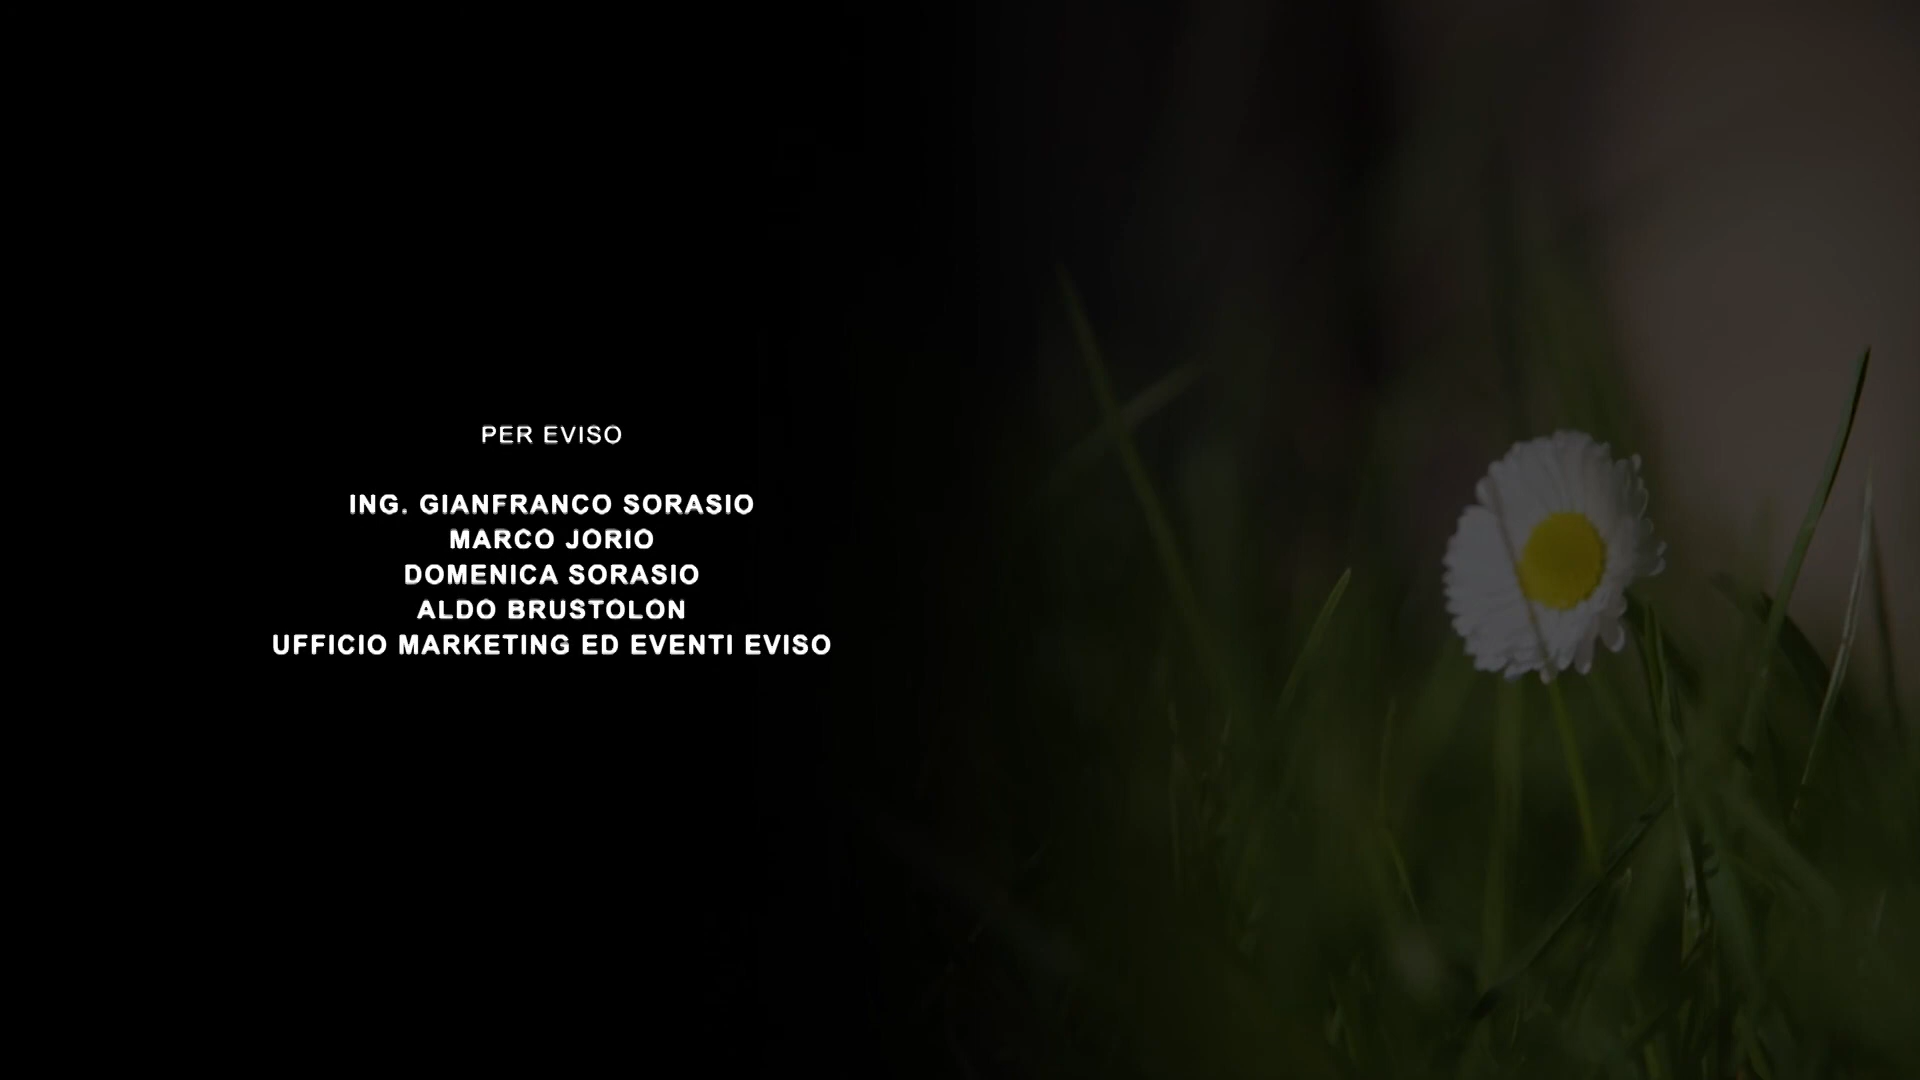 PER EVISO
ING. GIANFRANCO SORASIO
MARCO JORIO
DOMENICA SORASIO
ALDO BRUSTOLON
UFFICIO MARKETING ED EVENTI EVISO